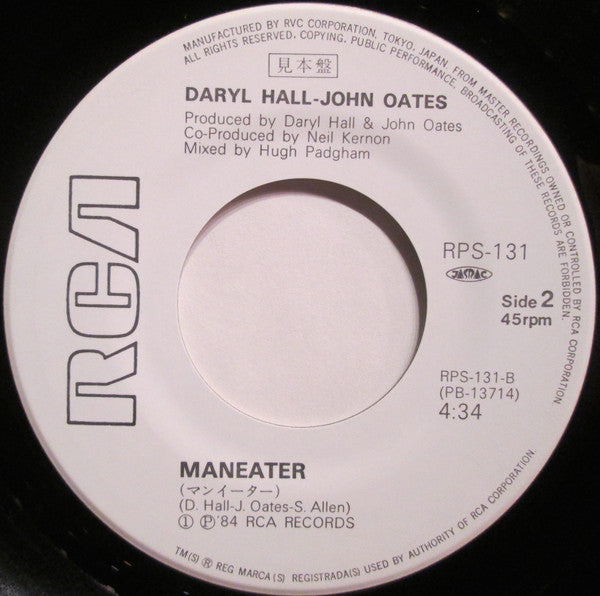 MANUFACTURED BY RVC CORPORATION, TOKYO, JAPAN FROM MASTER RECORDINGS OWNED OR CONTROLLED BY RCA CORPORATION
ALL RIGHTS RESERVED. COPYING, PUBLIC PERFORMANCE, BROADCASTING OF THESE RECORDS ARE FORBIDDEN.
見本盤
DARYL HALL-JOHN OATES
Produced by Daryl Hall & John Oates
Co-Produced by Neil Kernon
Mixed by Hugh Padgham
RCA
RPS-131
JASRAC
Side 2
45rpm
RPS-131-B
(PB-13714)
4:34
MANEATER
(マンイーター)
(D. Hall-J. Oates-S. Allen)
① Ⓟ'84 RCA RECORDS
TM(S) ® REG MARCA(S) REGISTRADA(S) USED BY AUTHORITY OF RCA CORPORATION.